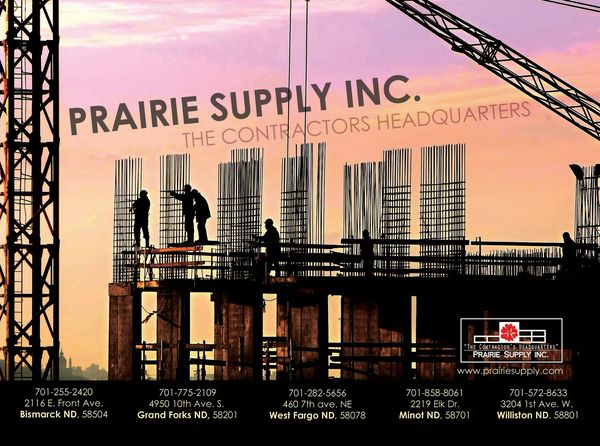 PRAIRIE SUPPLY INC.
THE CONTRACTORS HEADQUARTERS
"THE CONTRACTOR'S HEADQUARTERS"
PRAIRIE SUPPLY INC.
www.prairiesupply.com
701-255-2420
2116 E. Front Ave.
Bismarck ND, 58504
701-775-2109
4950 10th Ave. S.
Grand Forks ND, 58201
701-282-5656
460 7th ave, NE
West Fargo ND, 58078
701-858-8061
2219 Elk Dr.
Minot ND, 58701
701-572-8633
3204 1st Ave. W.
Williston ND, 58801